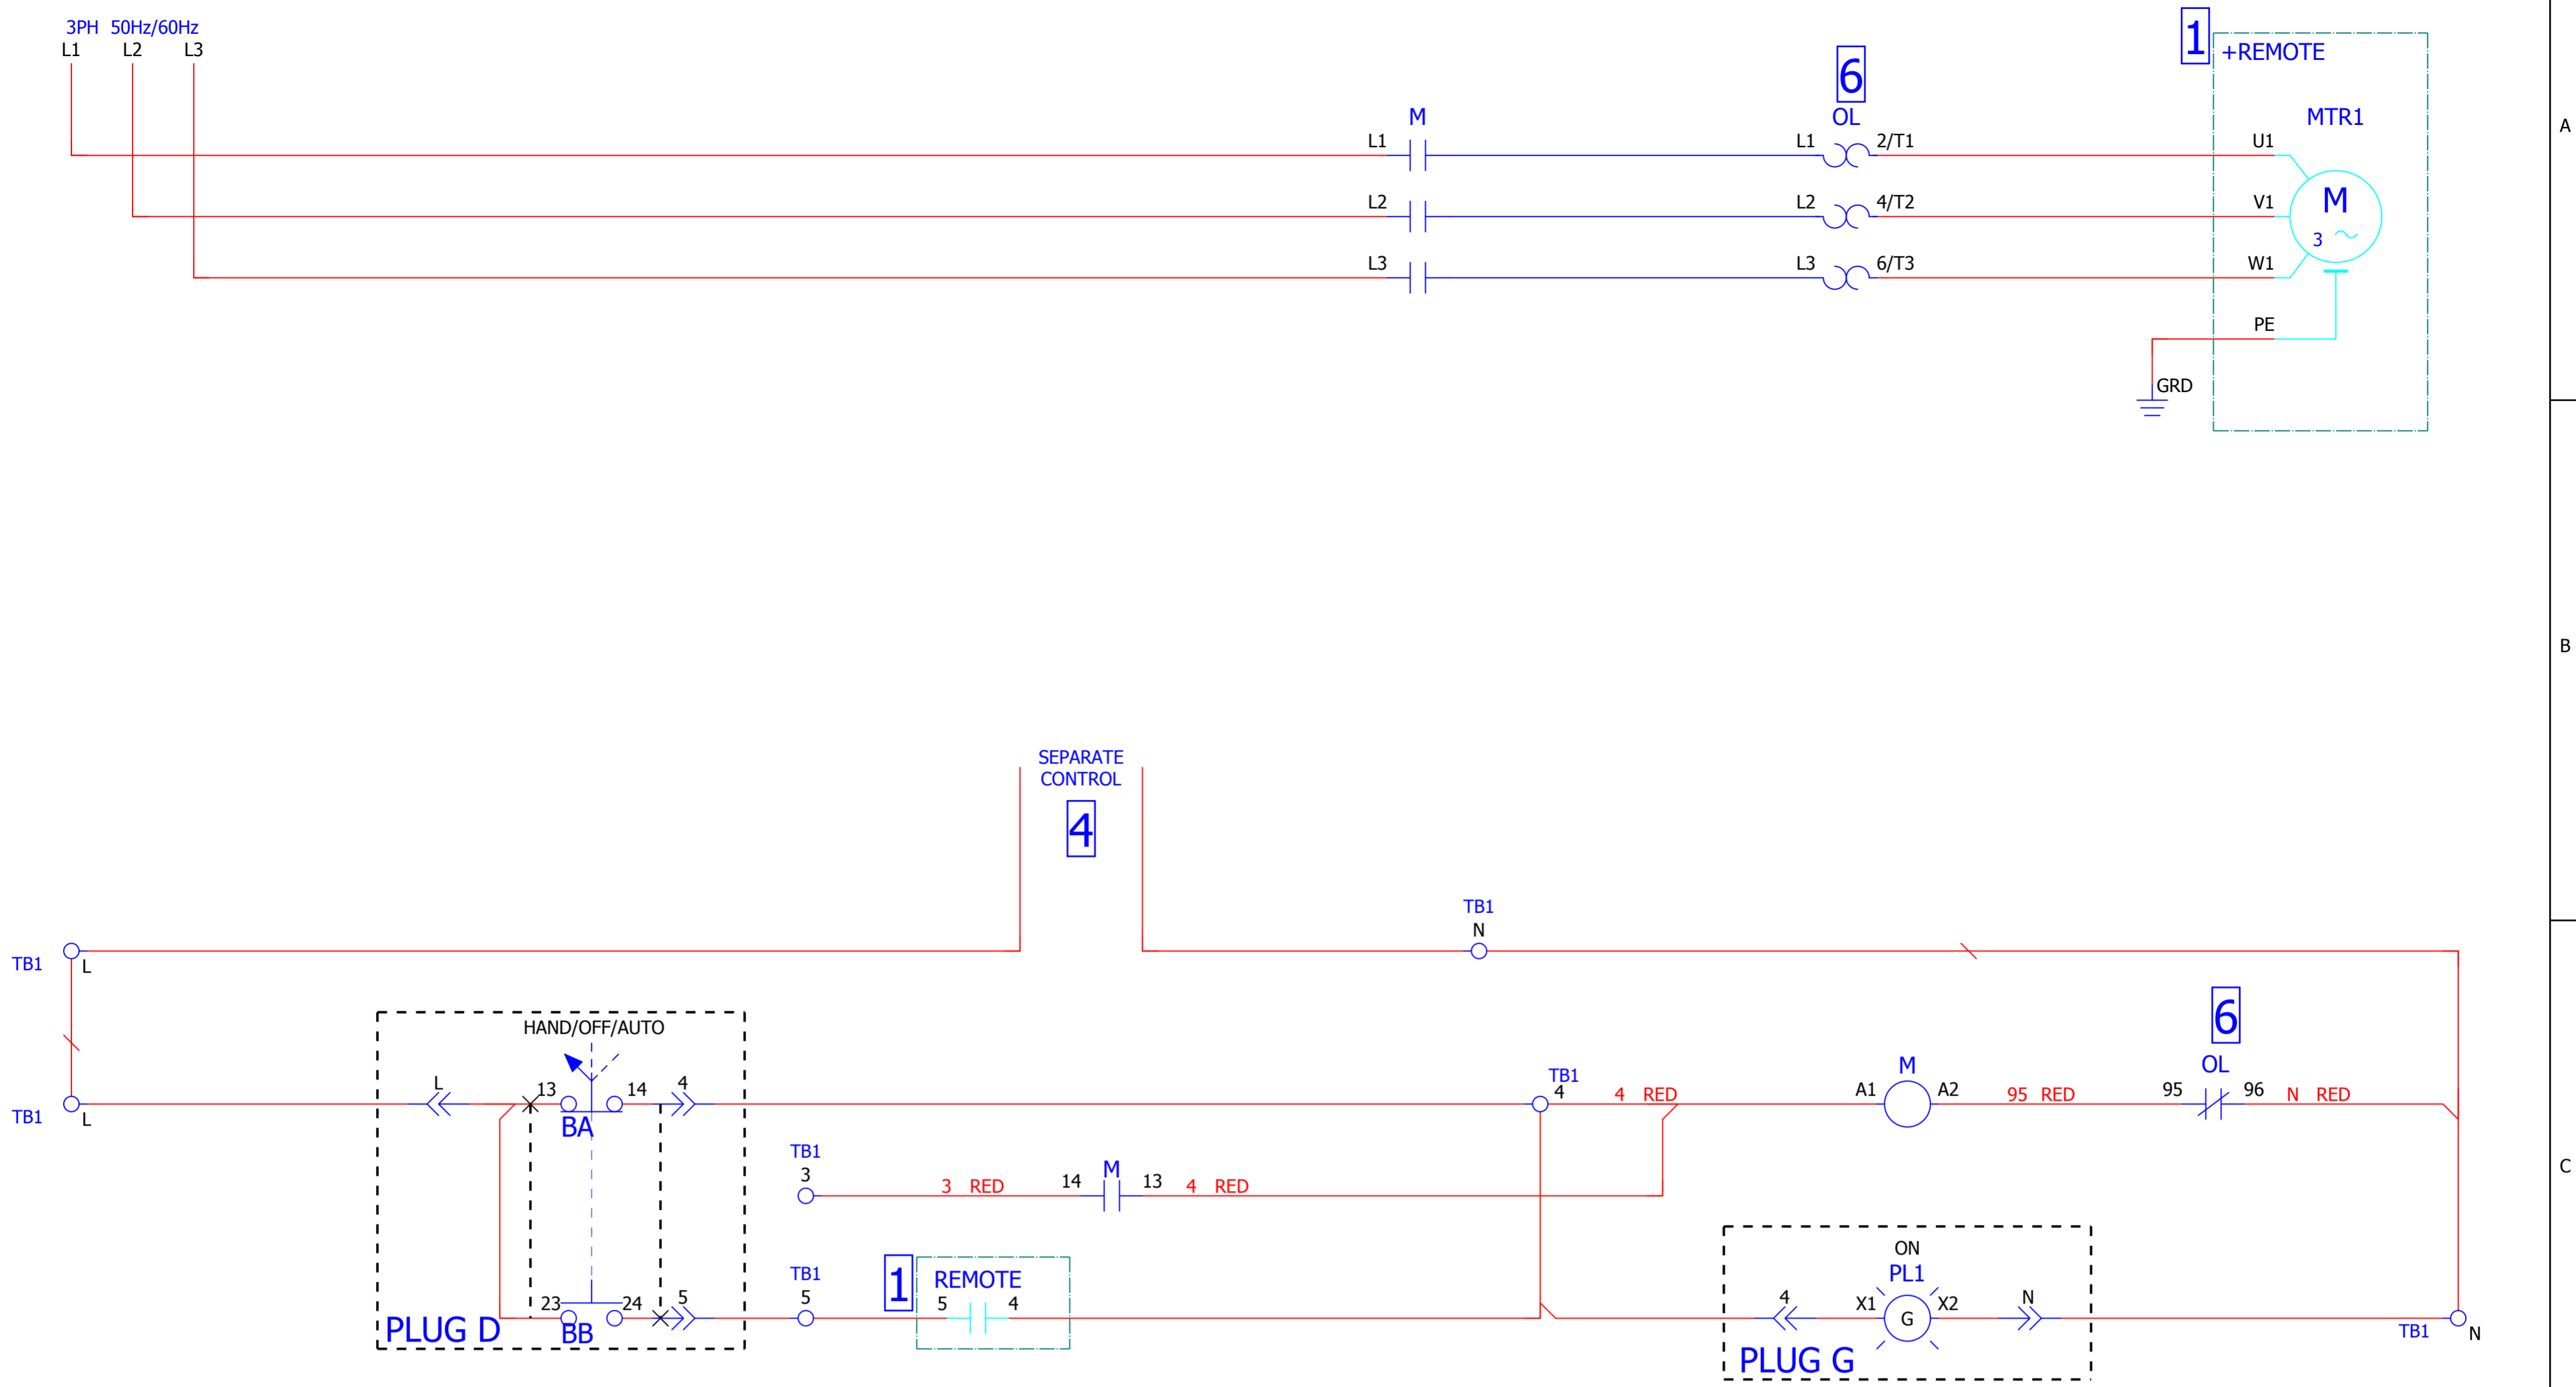 3PH 50Hz/60Hz
L1 L2 L3
1
+REMOTE
6
M
OL
MTR1
L1 L1 2/T1 U1
A
L2 L2 4/T2 V1
M
3
L3 L3 6/T3 W1
PE
GRD
B
SEPARATE
CONTROL
4
TB1
N
TB1 L
6
HAND/OFF/AUTO
OL
M
TB1
L 13 14 4
4 4 RED A1 A2 95 RED 95 96 N RED
TB1 L
BA
TB1
3
M
3 RED 14 13 4 RED
C
ON
TB1
1
REMOTE
PL1
23 24 5 5 5 4
4 X1 X2 N
G
PLUG D
BB
TB1 N
PLUG G